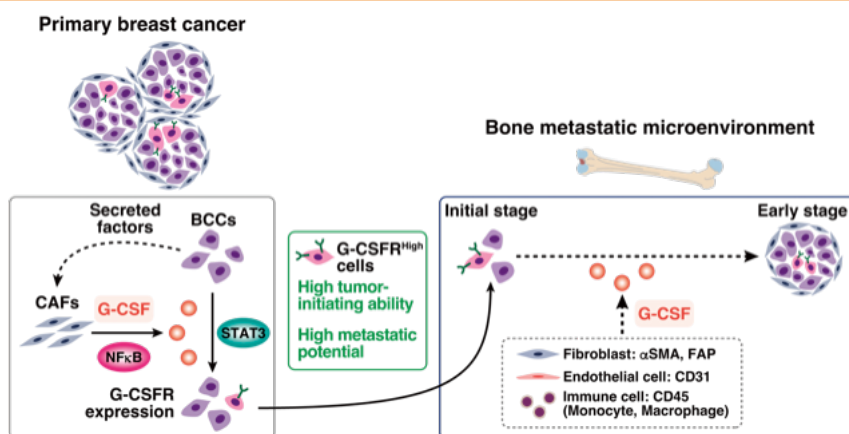 Primary breast cancer
Bone metastatic microenvironment
Secreted
factors
BCCs
CAFs
G-CSF
NFκB
STAT3
G-CSFR
expression
G-CSFRHigh
cells
High tumor-
initiating ability
High metastatic
potential
Initial stage
Early stage
G-CSF
Fibroblast: αSMA, FAP
Endothelial cell: CD31
Immune cell: CD45
(Monocyte, Macrophage)